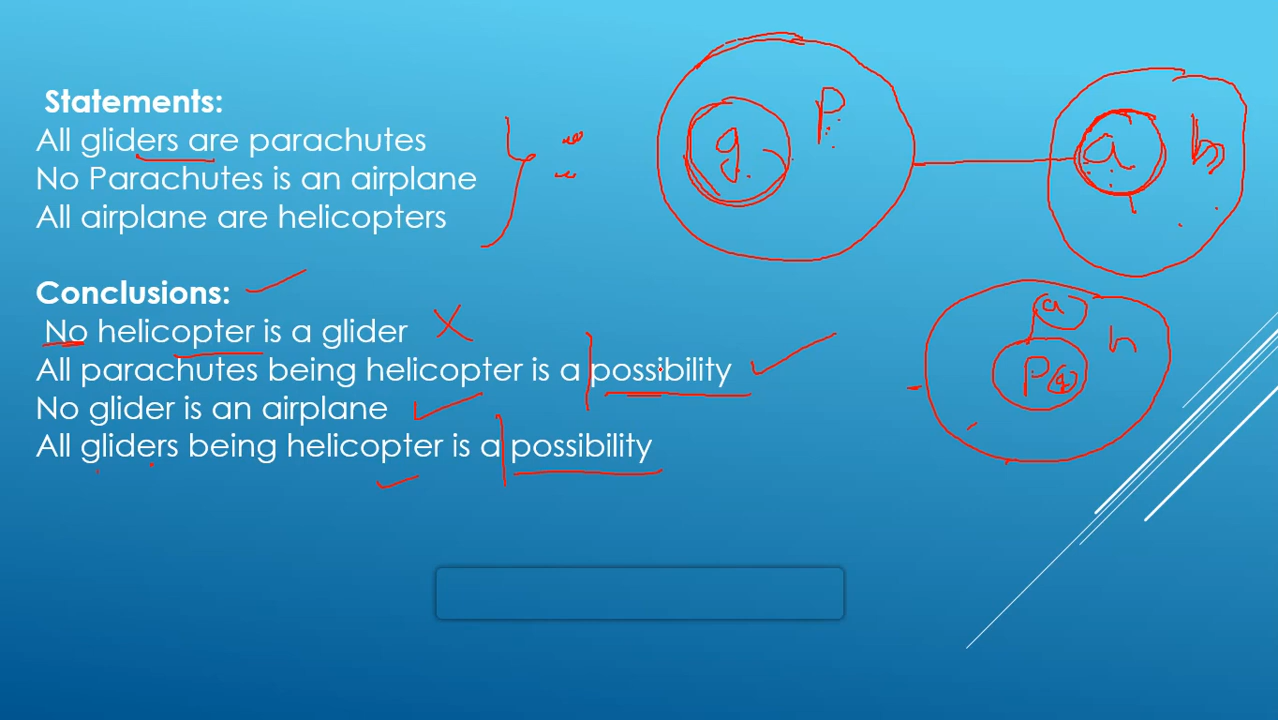 Statements:
All gliders are parachutes
No Parachutes is an airplane
All airplane are helicopters
Conclusions:
No helicopter is a glider
All parachutes being helicopter is a possibility
No glider is an airplane
All gliders being helicopter is a possibility
g
P
a
h
a
h
P g